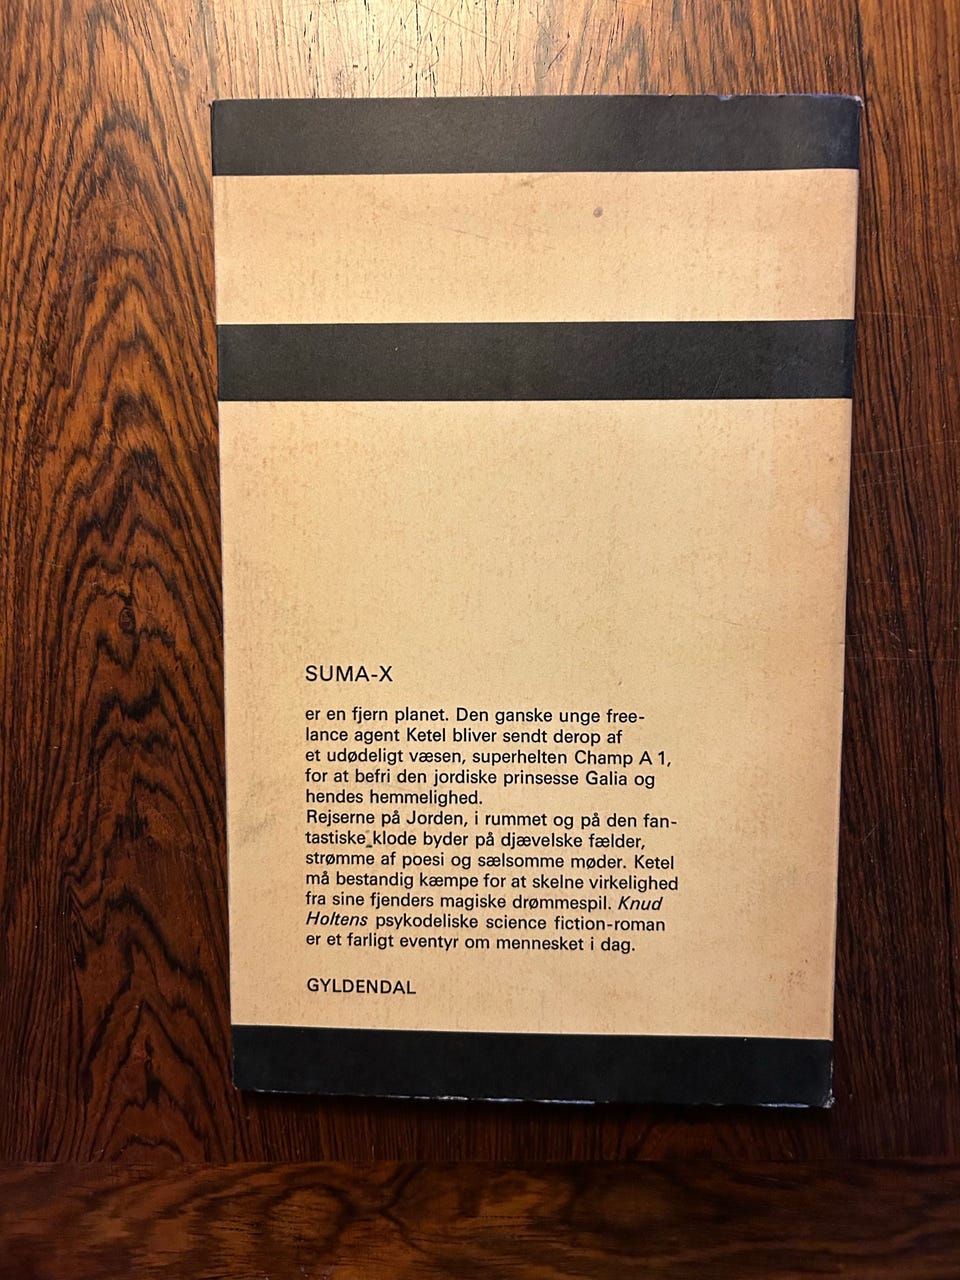 SUMA-X
er en fjern planet. Den ganske unge free-
lance agent Ketel bliver sendt derop af
et udødeligt væsen, superhelten Champ A 1,
for at befri den jordiske prinsesse Galia og
hendes hemmelighed.
Rejserne på Jorden, i rummet og på den fan-
tastiske klode byder på djævelske fælder,
strømme af poesi og sælsomme møder. Ketel
må bestandig kæmpe for at skelne virkelighed
fra sine fjenders magiske drømmespil. Knud
Holtens psykodeliske science fiction-roman
er et farligt eventyr om mennesket i dag.
GYLDENDAL